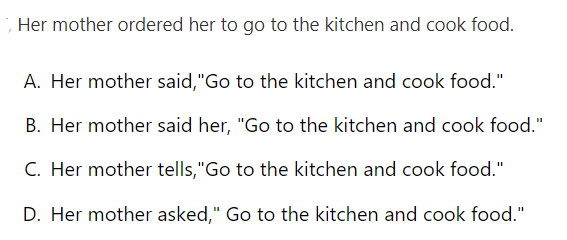 , Her mother ordered her to go to the kitchen and cook food.
A. Her mother said,"Go to the kitchen and cook food."
B. Her mother said her, "Go to the kitchen and cook food."
C. Her mother tells,"Go to the kitchen and cook food."
D. Her mother asked," Go to the kitchen and cook food."